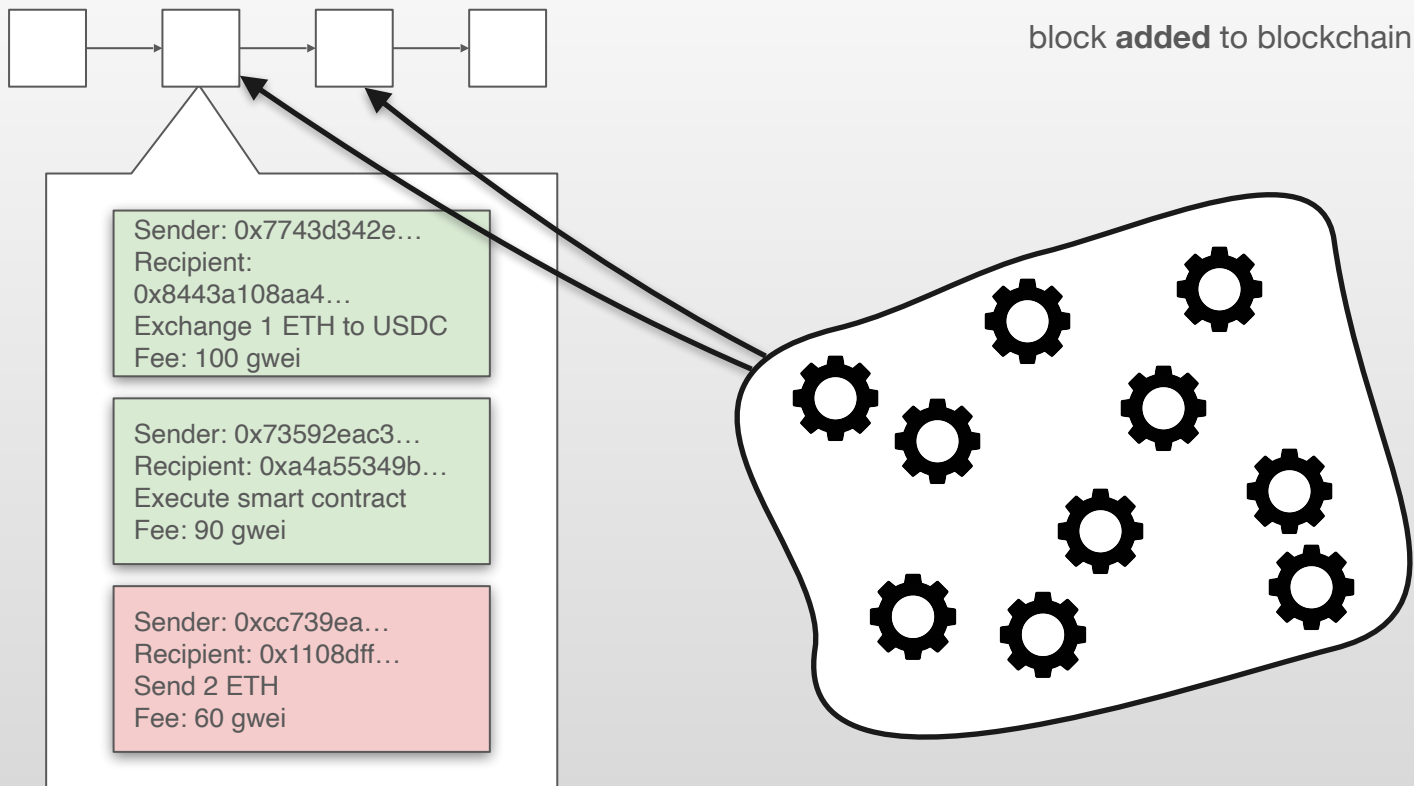 block added to blockchain
Sender: 0x7743d342e…
Recipient:
0x8443a108aa4…
Exchange 1 ETH to USDC
Fee: 100 gwei
Sender: 0x73592eac3…
Recipient: 0xa4a55349b…
Execute smart contract
Fee: 90 gwei
Sender: 0xcc739ea…
Recipient: 0x1108dff…
Send 2 ETH
Fee: 60 gwei